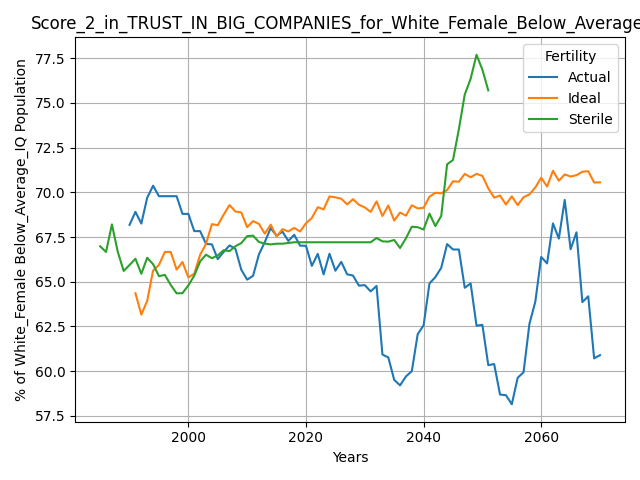 Score_2_in_TRUST_IN_BIG_COMPANIES_for_White_Female_Below_Average
% of White_Female Below_Average_IQ Population
77.5
75.0
72.5
70.0
67.5
65.0
62.5
60.0
57.5
Fertility
Actual
Ideal
Sterile
2000
2020
2040
2060
Years